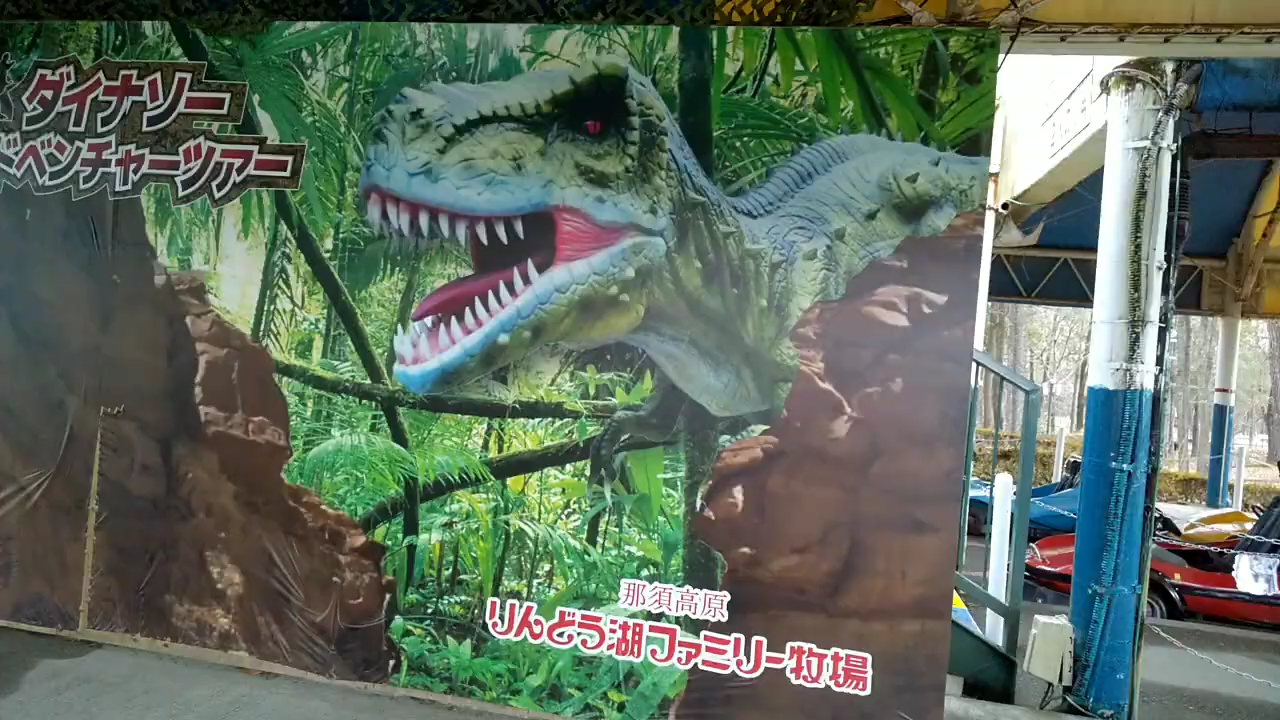 ダイナソー
ドベンチャーツアー
那須高原
りんどう湖ファミリー牧場